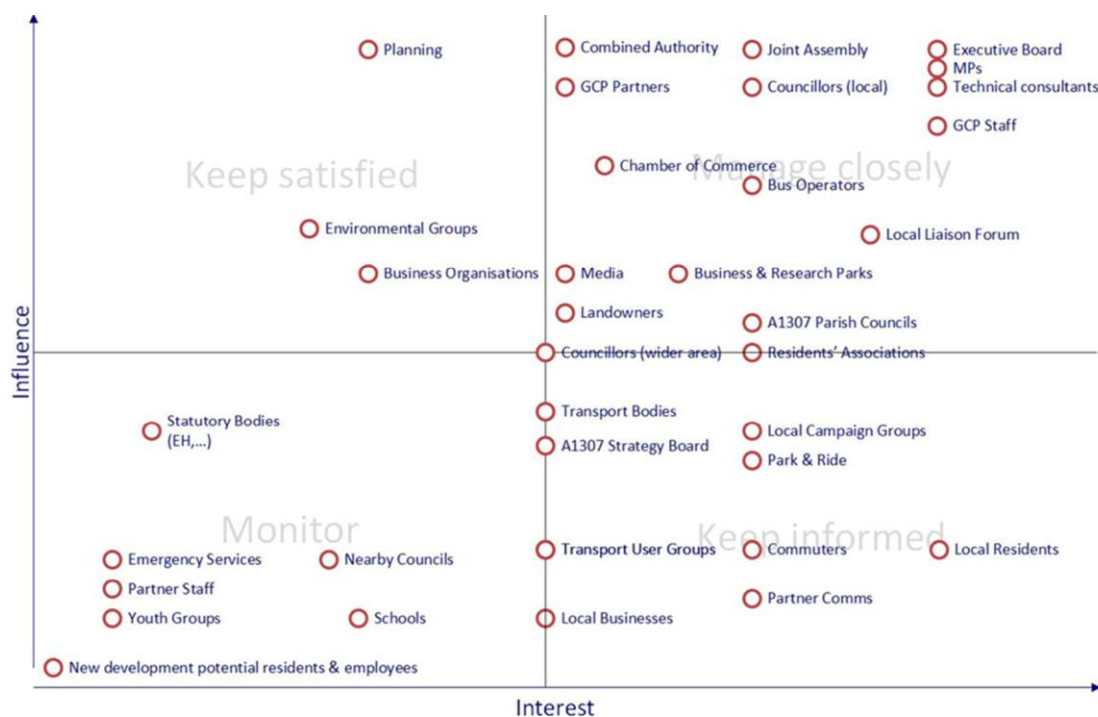 Planning
Combined Authority
Joint Assembly
Executive Board
MPs
GCP Partners
Councillors (local)
Technical consultants
GCP Staff
Keep satisfied
Chamber of Commerce
Manage closely
Bus Operators
Environmental Groups
Local Liaison Forum
Business Organisations
Media
Business & Research Parks
Landowners
A1307 Parish Councils
Councillors (wider area)
Residents' Associations
Influence
Statutory Bodies
(EH,...)
Transport Bodies
Local Campaign Groups
A1307 Strategy Board
Park & Ride
Monitor
Keep informed
Emergency Services
Nearby Councils
Transport User Groups
Commuters
Local Residents
Partner Staff
Partner Comms
Youth Groups
Schools
Local Businesses
New development potential residents & employees
Interest